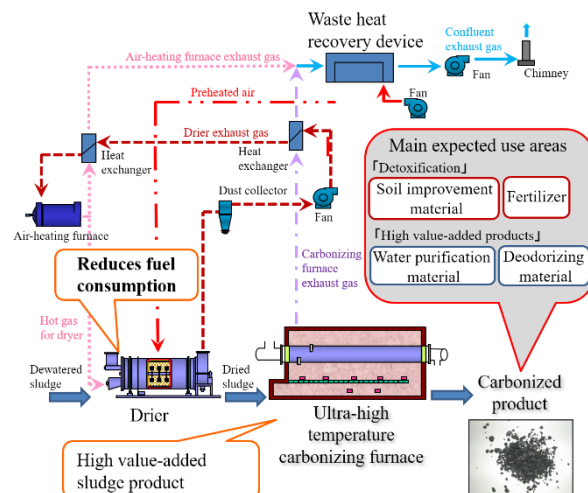 Waste heat
recovery device
Confluent
exhaust gas
Fan
Chimney
Air-heating furnace exhaust gas
Preheated air
Fan
Drier exhaust gas
Heat
exchanger
Heat
exchanger
Dust collector
Fan
Air-heating furnace
Main expected use areas
「Detoxification」
Soil improvement
material
Fertilizer
「High value-added products」
Water purification
material
Deodorizing
material
Reduces fuel
consumption
Carbonizing
furnace
exhaust gas
Hot gas
for dryer
Dewatered
sludge
Drier
Dried
sludge
Ultra-high
temperature
carbonizing furnace
Carbonized
product
High value-added
sludge product